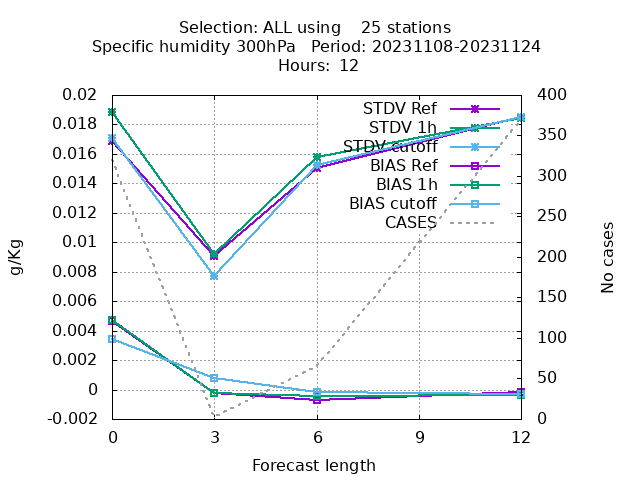 Selection: ALL using    25 stations
Specific humidity 300hPa   Period: 20231108-20231124
Hours: 12
0.02
0.018
0.016
0.014
0.012
0.01
0.008
0.006
0.004
0.002
0
-0.002
g/Kg
STDV Ref
STDV 1h
STDV cutoff
BIAS Ref
BIAS 1h
BIAS cutoff
CASES
400
350
300
250
200
150
100
50
0
No cases
0
3
6
9
12
Forecast length